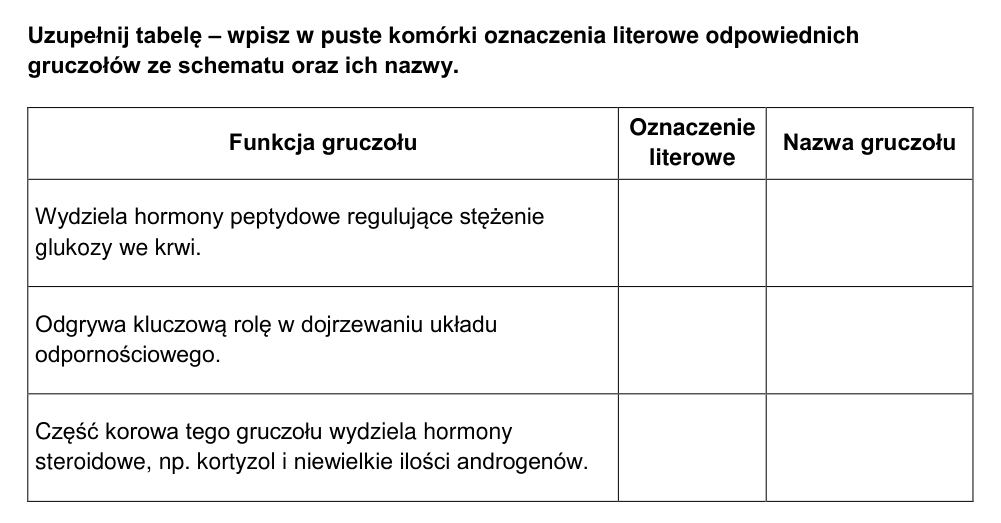 Uzupełnij tabelę – wpisz w puste komórki oznaczenia literowe odpowiednich
gruczołów ze schematu oraz ich nazwy.
Funkcja gruczołu
Oznaczenie
literowe
Nazwa gruczołu
Wydziela hormony peptydowe regulujące stężenie
glukozy we krwi.
Odgrywa kluczową rolę w dojrzewaniu układu
odpornościowego.
Część korowa tego gruczołu wydziela hormony
steroidowe, np. kortyzol i niewielkie ilości androgenów.